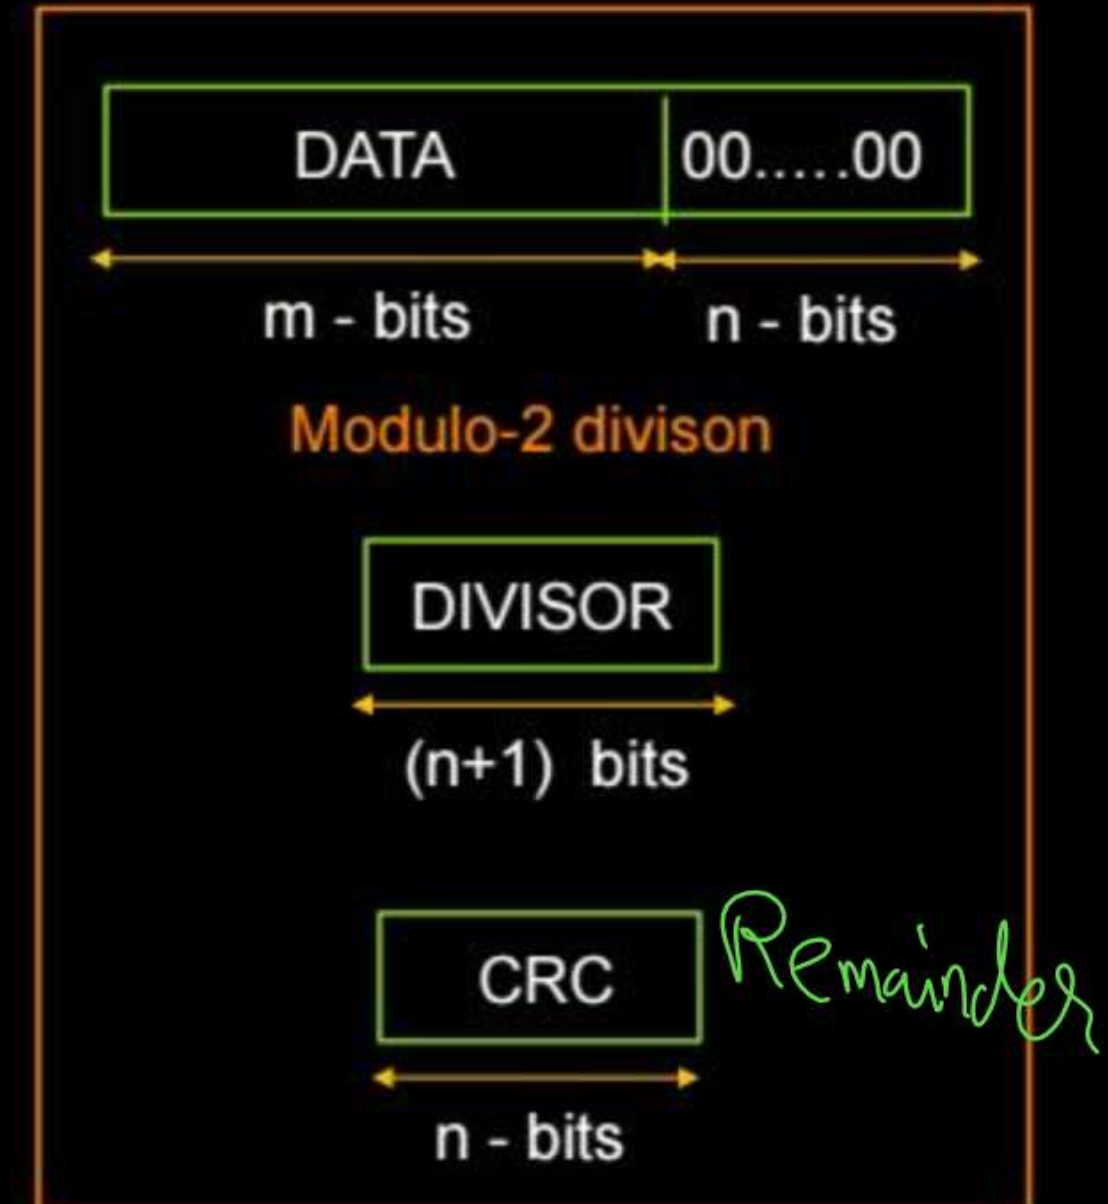 DATA 00.....00
m - bits n - bits
Modulo-2 divison
DIVISOR
(n+1) bits
CRC Remainder
n - bits